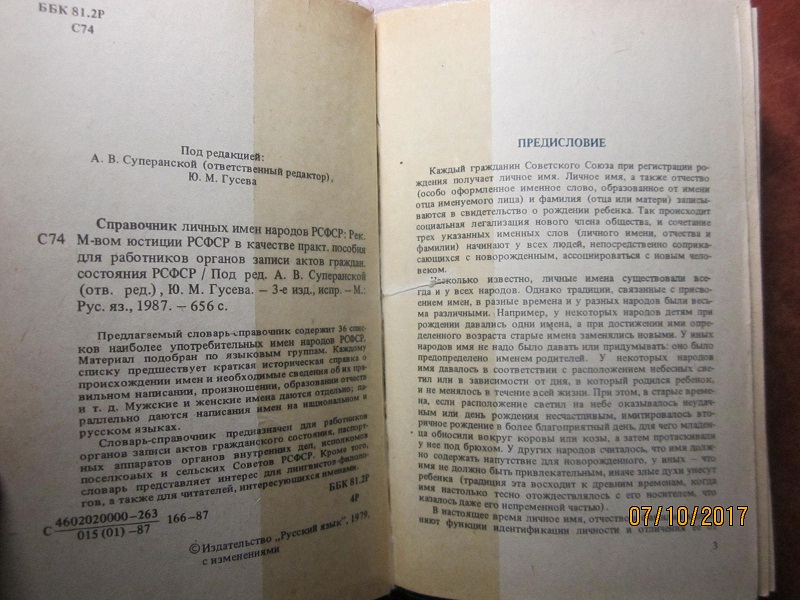 ББК 81.2Р
С74
Под редакцией:
А. В. Суперанской (ответственный редактор),
Ю. М. Гусева
Справочник личных имен народов РСФСР: Рек.
С74 М-вом юстиции РСФСР в качестве практ. пособия
для работников органов записи актов граждан.
состояния РСФСР / Под ред. А. В. Суперанской
(отв. ред.), Ю. М. Гусева. – 3-е изд., испр. – М.:
Рус. яз., 1987. – 656 с.
Предлагаемый словарь-справочник содержит 36 спис-
ков наиболее употребительных имен народов РСФСР.
Материал подобран по языковым группам. Каждому
списку предшествует краткая историческая справка о
происхождении имен и необходимые сведения об их пра-
вильном написании, произношении, образовании отчеств
и т. д. Мужские и женские имена даются отдельно; па-
раллельно даются написания имен на национальном и
русском языках.
Словарь-справочник предназначен для работников
органов записи актов гражданского состояния, паспорт-
ных аппаратов органов внутренних дел, исполкомов
поселковых и сельских Советов РСФСР. Кроме того,
словарь представляет интерес для лингвистов-филоло-
гов, а также для читателей, интересующихся именами.
С 4602020000-263
015 (01) -87 166-87
ББК 81.2Р
4Р
© Издательство „Русский язык", 1979,
с изменениями
ПРЕДИСЛОВИЕ
Каждый гражданин Советского Союза при регистрации ро-
ждения получает личное имя. Личное имя, а также отчество
(особо оформленное именное слово, образованное от имени
отца именуемого лица) и фамилия (отца или матери) записы-
ваются в свидетельство о рождении ребенка. Так происходит
социальная легализация нового члена общества, и сочетание
трех указанных именных слов (личного имени, отчества и
фамилии) начинают у всех людей, непосредственно соприка-
сающихся с новорожденным, ассоциироваться с новым чело-
веком.
Насколько известно, личные имена существовали все-
гда и у всех народов. Однако традиции, связанные с присвое-
нием имен, в разные времена и у разных народов были весь-
ма различными. Например, у некоторых народов детям при
рождении давались одни имена, а при достижении ими опре-
деленного возраста старые имена заменялись новыми. У иных
народов имя не надо было давать или придумывать: оно было
предопределено именем родителей. У некоторых народов
имя давалось в соответствии с расположением небесных све-
тил или в зависимости от дня, в который родился ребенок,
и не менялось в течение всей жизни. При этом, в старые време-
на, если расположение светил на небе оказывалось неудач-
ным или день рождения несчастливым, имитировалось вто-
ричное рождение в более благоприятный день, для чего младен-
ца обносили вокруг коровы или козы, а затем протаскивали
у нее под брюхом. У других народов считалось, что имя долж-
но содержать напутствие для новорожденного, у иных – что
имя не должно быть привлекательным, иначе злые духи унесут
ребенка (традиция эта восходит к древним временам, когда
имя настолько тесно отождествлялось с его носителем, что
казалось даже его непременной частью).
В настоящее время личное имя, отчество
няют функции идентификации личности и отличения ее о
3
07/10/2017